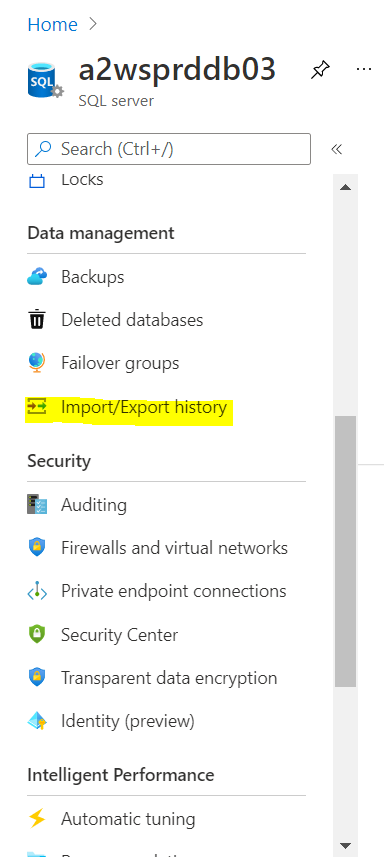 Home
SQL
a2wsprddb03
SQL server
Search (Ctrl+/)
Locks
Data management
Backups
Deleted databases
Failover groups
Import/Export history
Security
Auditing
Firewalls and virtual networks
Private endpoint connections
Security Center
Transparent data encryption
Identity (preview)
Intelligent Performance
Automatic tuning